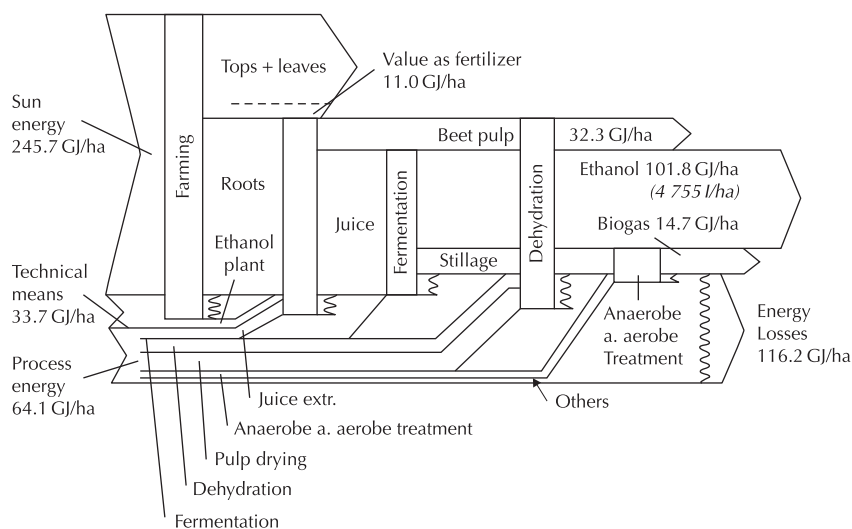 Tops + leaves
Value as fertilizer
11.0 GJ/ha
Sun
energy
245.7 GJ/ha
Farming
Roots
Beet pulp
32.3 GJ/ha
Ethanol 101.8 GJ/ha
(4 755 l/ha)
Juice
Fermentation
Dehydration
Biogas 14.7 GJ/ha
Ethanol
plant
Stillage
Technical
means
33.7 GJ/ha
Anaerobe
a. aerobe
Treatment
Energy
Losses
116.2 GJ/ha
Process
energy
64.1 GJ/ha
Juice extr.
Others
Anaerobe a. aerobe treatment
Pulp drying
Dehydration
Fermentation